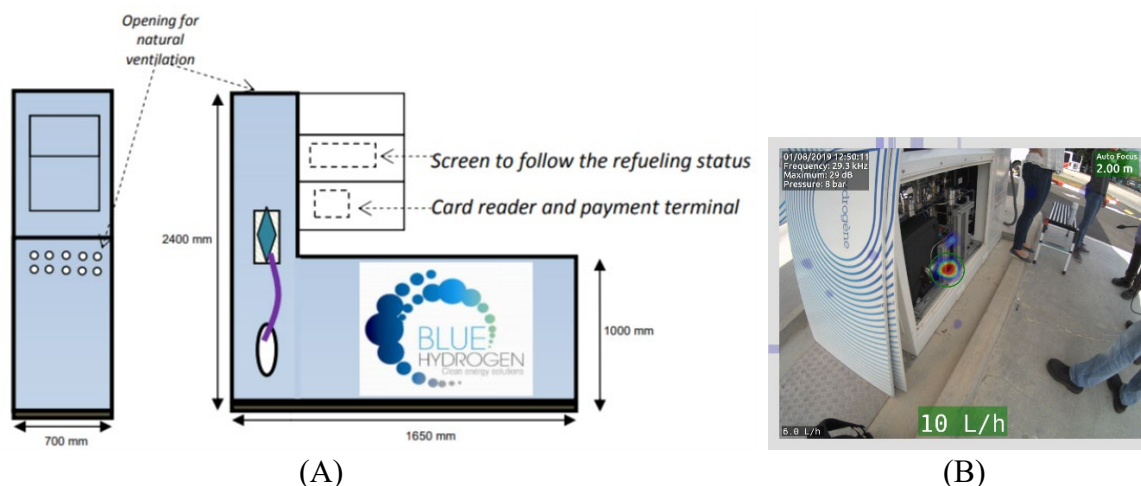 Opening for
natural
ventilation
Screen to follow the refueling status
Card reader and payment terminal
2400 mm
1000 mm
BLUE
HYDROGEN
Clean energy solutions
700 mm
1650 mm
(A)
01/08/2019 12:50:11
Frequency: 29.3 kHz
Maximum: 29 dB
Pressure: 8 bar
Auto Focus
2.00 m
hydrogène
10 L/h
6.0 L/h
(B)